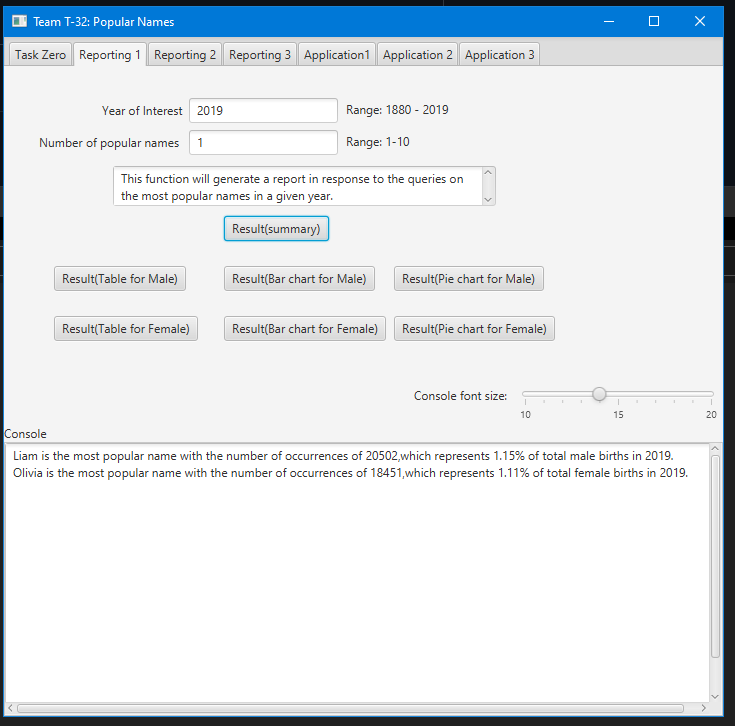 Team T-32: Popular Names
Task Zero Reporting 1 Reporting 2 Reporting 3 Application1 Application 2 Application 3
Year of Interest 2019 Range: 1880 - 2019
Number of popular names 1 Range: 1-10
This function will generate a report in response to the queries on
the most popular names in a given year.
Result(summary)
Result(Table for Male) Result(Bar chart for Male) Result(Pie chart for Male)
Result(Table for Female) Result(Bar chart for Female) Result(Pie chart for Female)
Console font size:
10 15 20
Console
Liam is the most popular name with the number of occurrences of 20502,which represents 1.15% of total male births in 2019.
Olivia is the most popular name with the number of occurrences of 18451,which represents 1.11% of total female births in 2019.